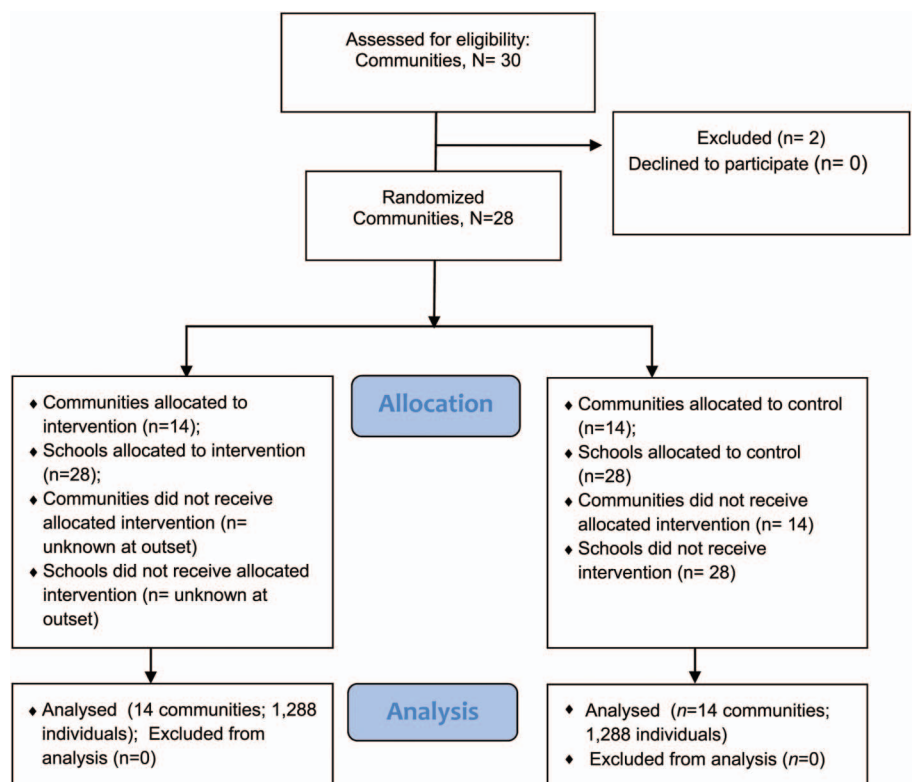 Assessed for eligibility:
Communities, N= 30
Excluded (n= 2)
Declined to participate (n= 0)
Randomized
Communities, N=28
Allocation
♦ Communities allocated to
intervention (n=14);
♦ Schools allocated to intervention
(n=28);
♦ Communities did not receive
allocated intervention (n=
unknown at outset)
♦ Schools did not receive allocated
intervention (n= unknown at
outset)
♦ Communities allocated to control
(n=14);
♦ Schools allocated to control
(n=28)
♦ Communities did not receive
allocated intervention (n= 14)
♦ Schools did not receive
intervention (n= 28)
Analysis
♦ Analysed (14 communities; 1,288
individuals); Excluded from
analysis (n=0)
♦ Analysed (n=14 communities;
1,288 individuals)
♦ Excluded from analysis (n=0)